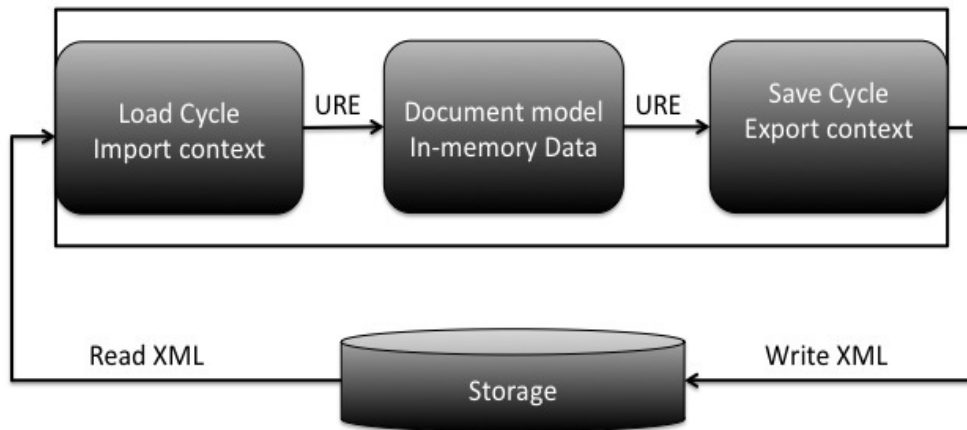 Load Cycle
Import context
URE
Document model
In-memory Data
URE
Save Cycle
Export context
Read XML
Storage
Write XML